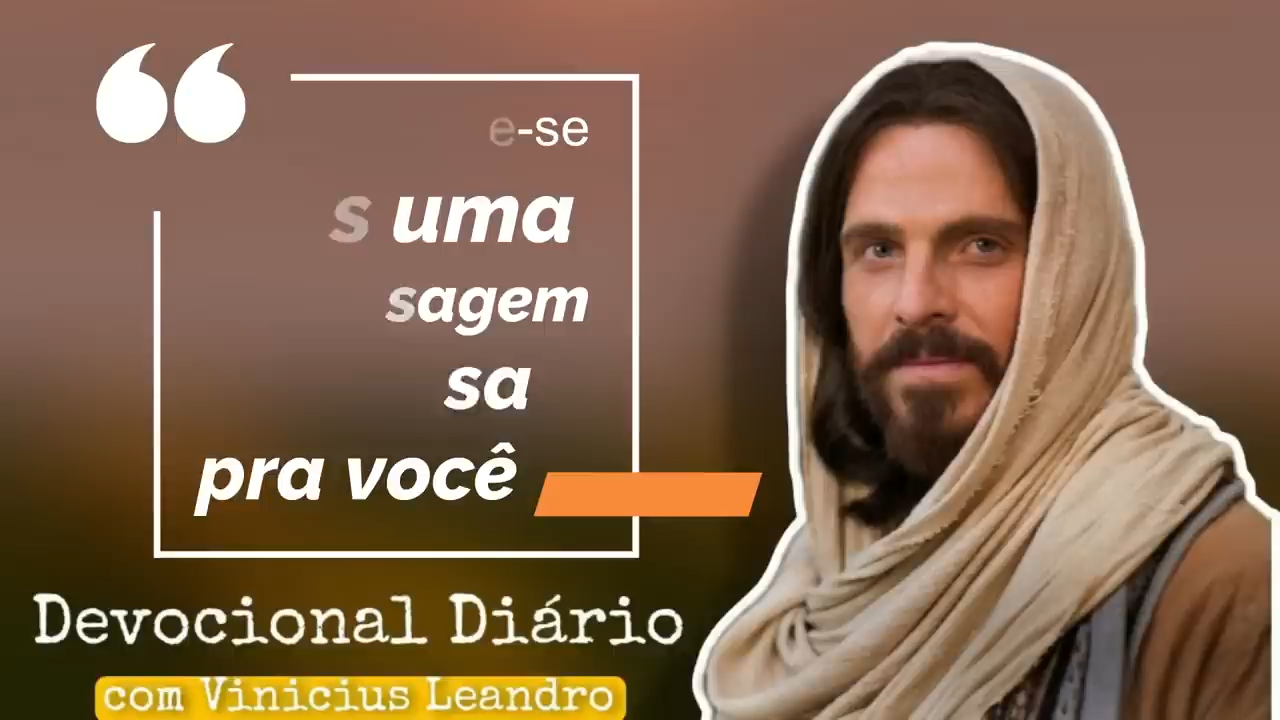 e-se
s uma
sagem
sa
pra você
Devocional Diário
com Vinicius Leandro